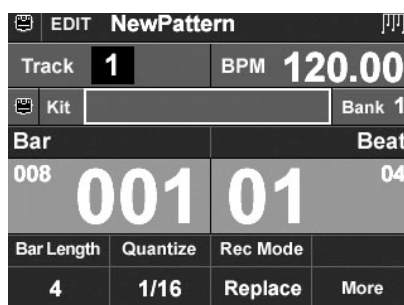 EDIT NewPattern
Track 1 BPM 120.00
Kit Bank 1
Bar Beat
008 001 01 04
Bar Length Quantize Rec Mode
4 1/16 Replace More